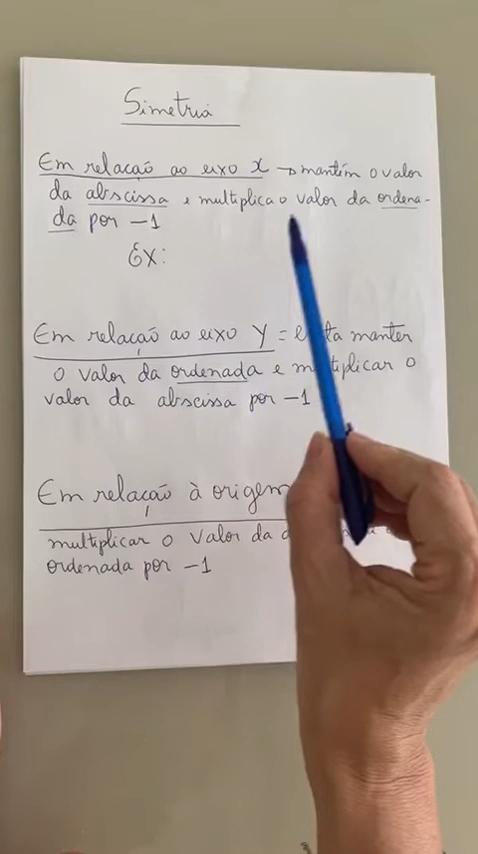 Simetria
Em relação ao eixo X → mantém o valor
da abscissa e multiplica o valor da ordena-
da por -1
Ex:
Em relação ao eixo Y = manter
o valor da ordenada e multiplicar o
valor da abscissa por -1
Em relação à origem
multiplicar o valor da
ordenada por -1